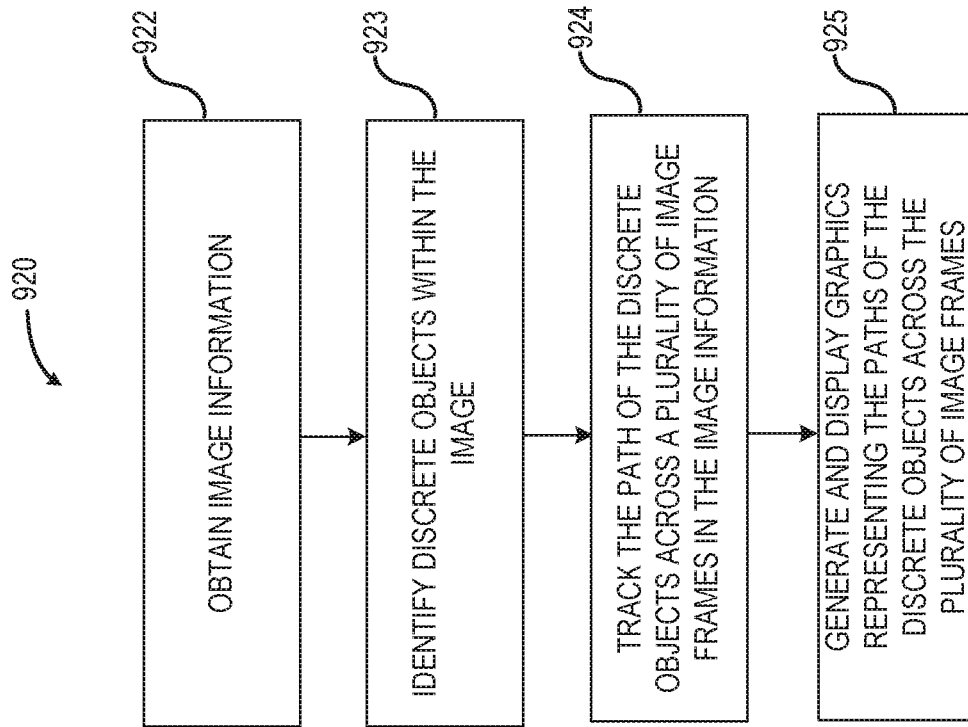 920
922
OBTAIN IMAGE INFORMATION
923
IDENTIFY DISCRETE OBJECTS WITHIN THE
IMAGE
924
TRACK THE PATH OF THE DISCRETE
OBJECTS ACROSS A PLURALITY OF IMAGE
FRAMES IN THE IMAGE INFORMATION
925
GENERATE AND DISPLAY GRAPHICS
REPRESENTING THE PATHS OF THE
DISCRETE OBJECTS ACROSS THE
PLURALITY OF IMAGE FRAMES